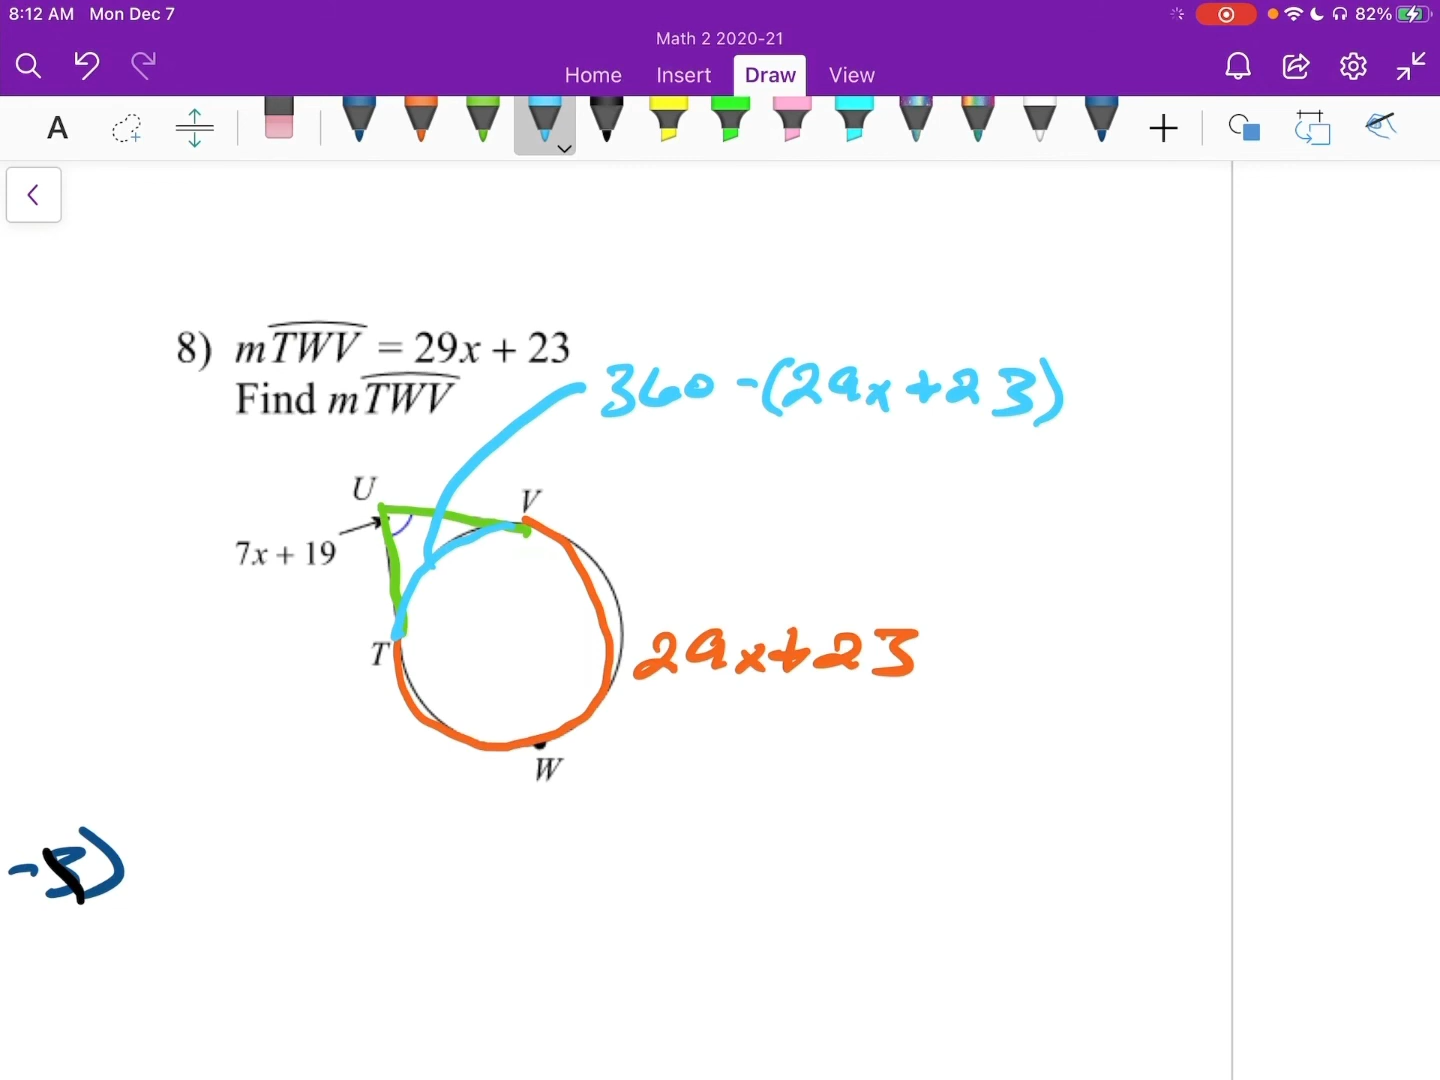 8:12 AM Mon Dec 7
82%
Math 2 2020-21
Home Insert Draw View
A
8) mTWV = 29x + 23
Find mTWV
360 -(29x+23)
U
V
7x + 19
T
29x+23
W
-3)